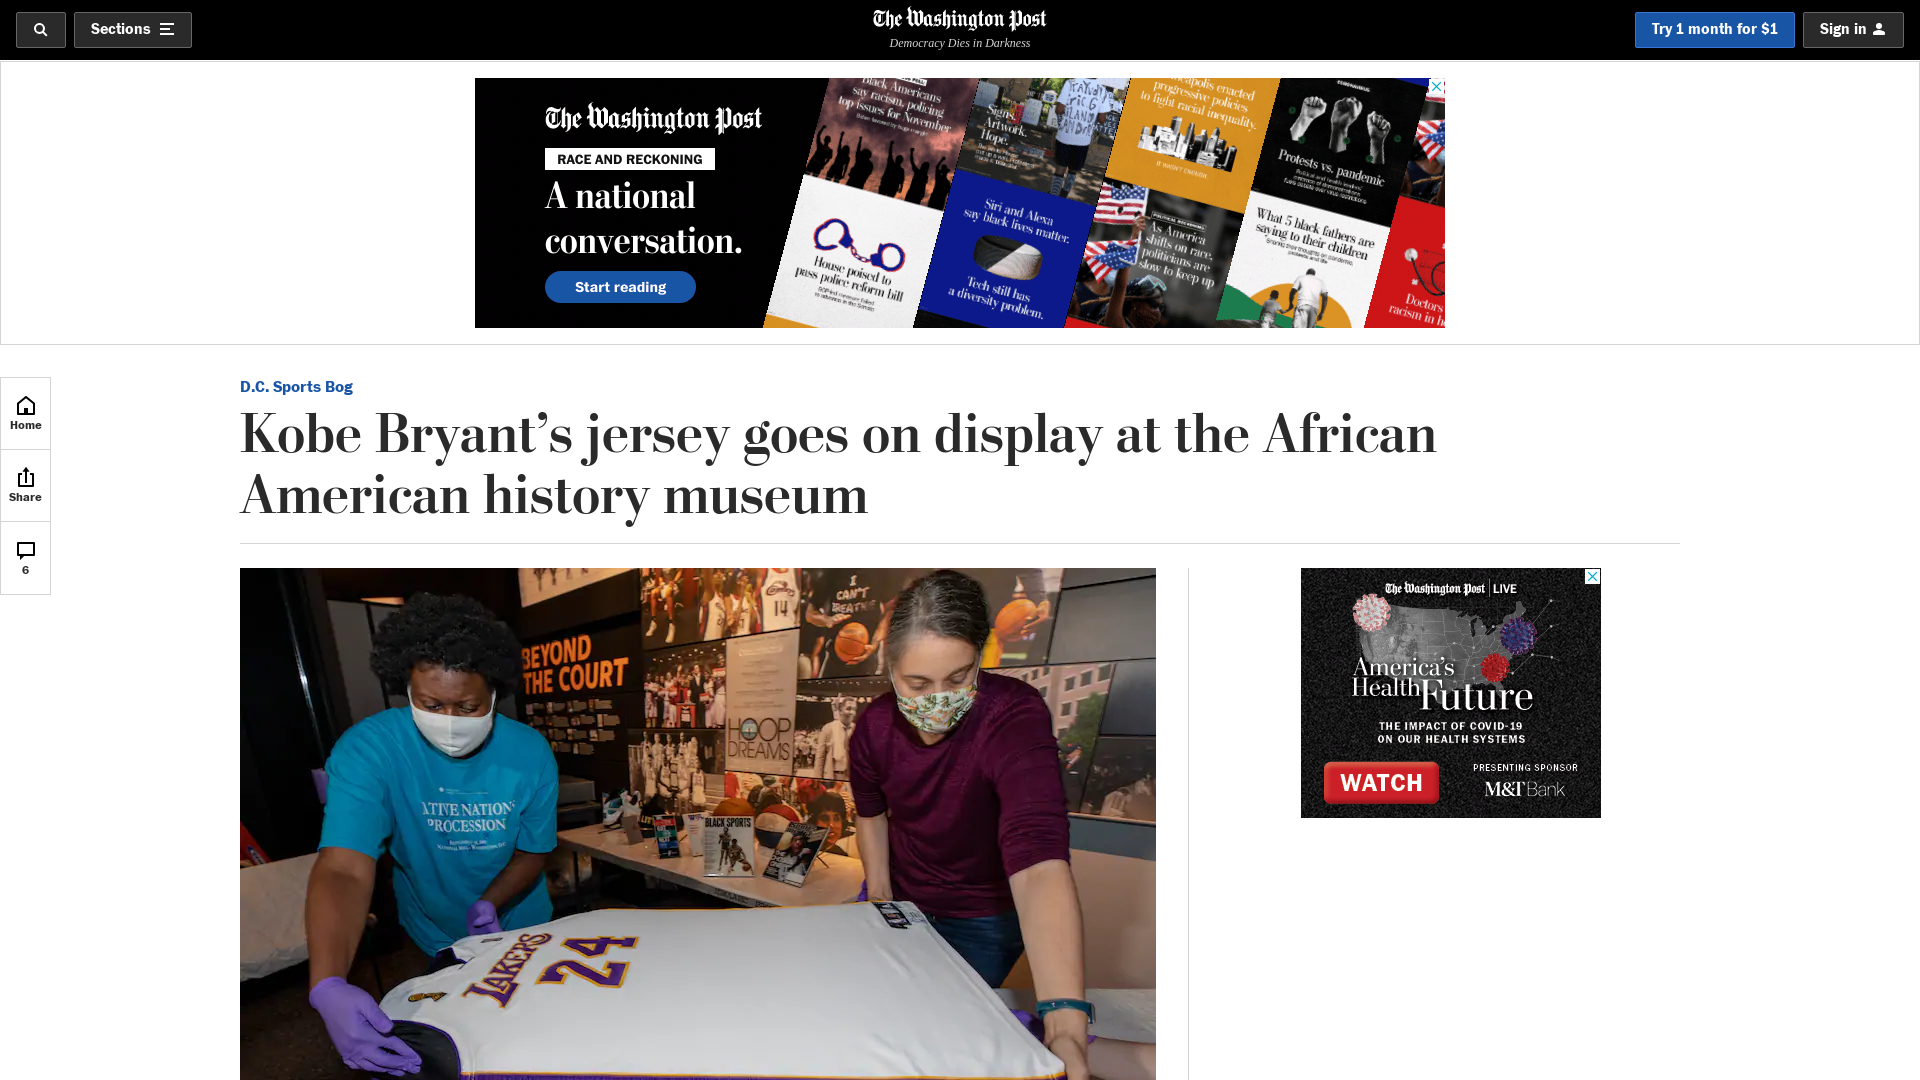 Sections
The Washington Post
Democracy Dies in Darkness
Try 1 month for $1
Sign in
The Washington Post
RACE AND RECKONING
A national
conversation.
Start reading
Black Americans
say racism, policing
top issues for November
House poised to
pass police reform bill
Signs.
Artwork.
Hope.
Siri and Alexa
say black lives matter.
Tech still has
a diversity problem.
progressive policies
to fight racial inequality.
IT WASN'T ENOUGH.
As America
shifts on race,
politicians are
slow to keep up
CORONAVIRUS
Protests vs. pandemic
What 5 black fathers are
saying to their children
Doctors
racism in h
Home
Share
6
D.C. Sports Bog
Kobe Bryant’s jersey goes on display at the African
American history museum
BEYOND
THE COURT
14
I CAN'T
BREATHE
HOOP
DREAMS
BLACK SPORTS
ATIVE NATION
PROCESSION
LAKERS
24
The Washington Post LIVE
America's
Health Future
THE IMPACT OF COVID-19
ON OUR HEALTH SYSTEMS
WATCH
PRESENTING SPONSOR
M&T Bank